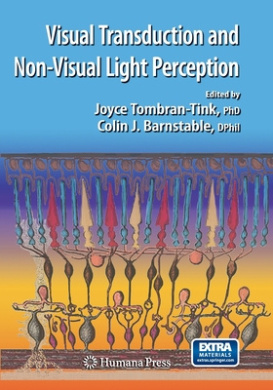 Visual Transduction and
Non-Visual Light Perception
Edited by
Joyce Tombran-Tink, PhD
Colin J. Barnstable, DPhil
EXTRA
MATERIALS
extras.springer.com
Humana Press